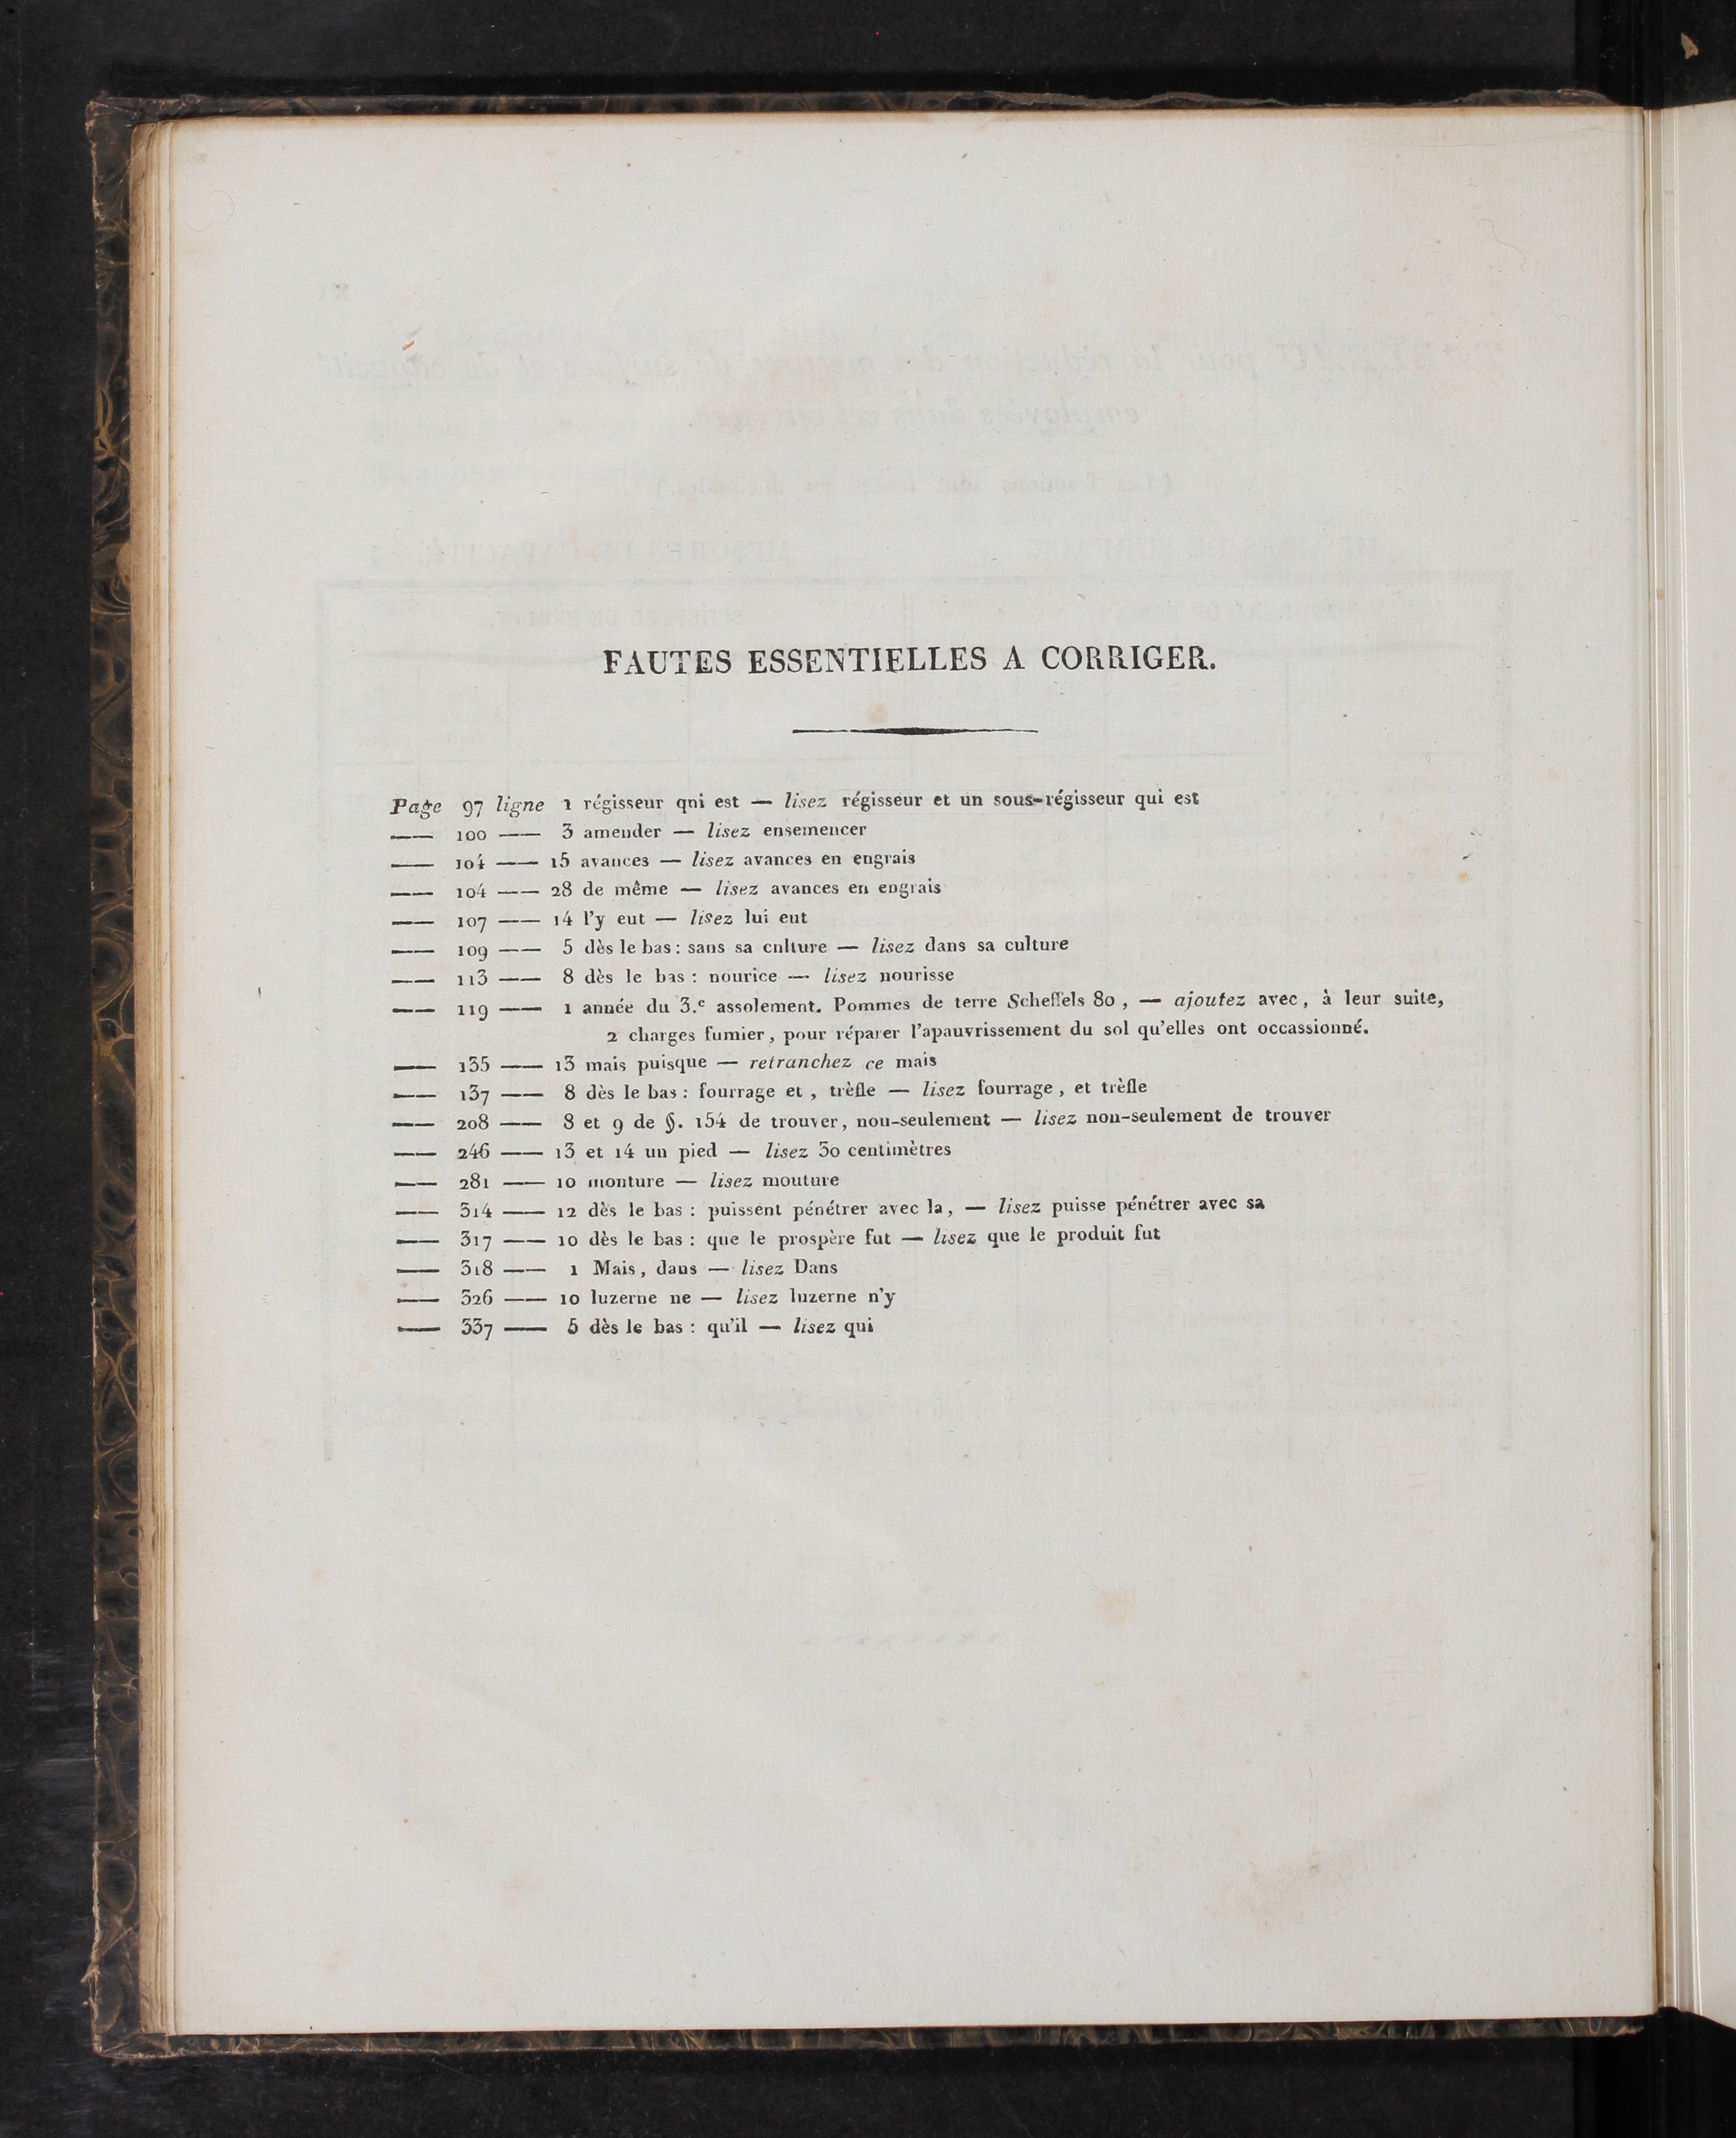 FAUTES ESSENTIELLES A CORRIGER.
Page 97 ligne 1 régisseur qni est — lisez régisseur et un sous-régisseur qui est
—— 100 —— 3 amender — lisez ensemencer
—— 104 —— 15 avances — lisez avances en engrais
—— 104 —— 28 de même — lisez avances en engrais
—— 107 —— 14 l'y eut — lisez lui eut
—— 109 —— 5 dès le bas : sans sa cnlture — lisez dans sa culture
—— 113 —— 8 dès le bas : nourice — lisez nourisse
—— 119 —— 1 année du 3.e assolement. Pommes de terre Scheffels 80, — ajoutez avec, à leur suite,
2 charges fumier, pour réparer l'apauvrissement du sol qu'elles ont occassionné.
—— 135 —— 13 mais puisque — retranchez ce mais
—— 137 —— 8 dès le bas : fourrage et, trèfle — lisez fourrage, et trèfle
—— 208 —— 8 et 9 de §. 154 de trouver, non-seulement — lisez non-seulement de trouver
—— 246 —— 13 et 14 un pied — lisez 30 centimètres
—— 281 —— 10 monture — lisez mouture
—— 314 —— 12 dès le bas : puissent pénétrer avec la, — lisez puisse pénétrer avec sa
—— 317 —— 10 dès le bas : que le prospère fut — lisez que le produit fut
—— 318 —— 1 Mais, dans — lisez Dans
—— 326 —— 10 luzerne ne — lisez luzerne n'y
—— 337 —— 5 dès le bas : qu'il — lisez qui